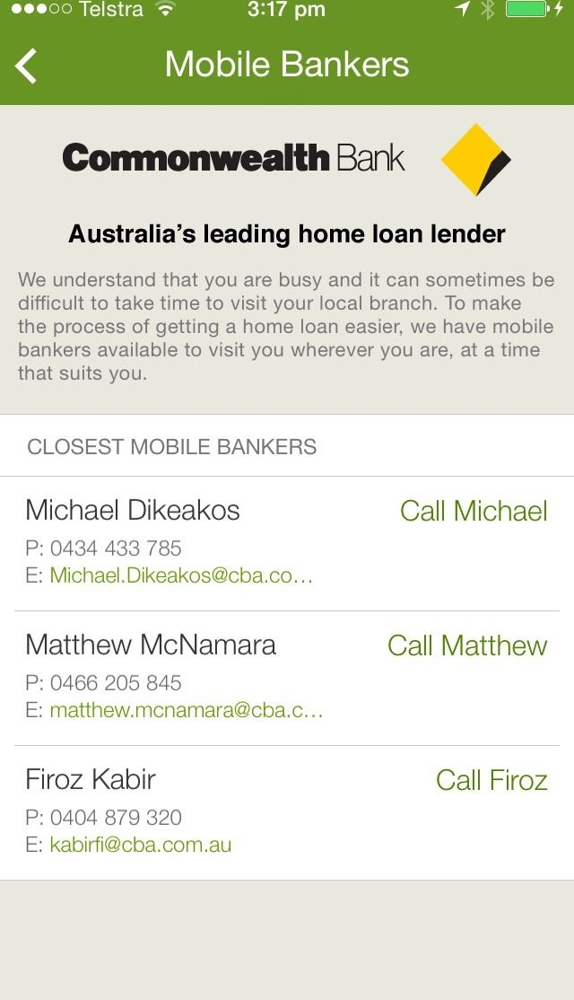 Telstra 3:17 pm
Mobile Bankers
Commonwealth Bank
Australia's leading home loan lender
We understand that you are busy and it can sometimes be
difficult to take time to visit your local branch. To make
the process of getting a home loan easier, we have mobile
bankers available to visit you wherever you are, at a time
that suits you.
CLOSEST MOBILE BANKERS
Michael Dikeakos Call Michael
P: 0434 433 785
E: Michael.Dikeakos@cba.co...
Matthew McNamara Call Matthew
P: 0466 205 845
E: matthew.mcnamara@cba.c...
Firoz Kabir Call Firoz
P: 0404 879 320
E: kabirfi@cba.com.au